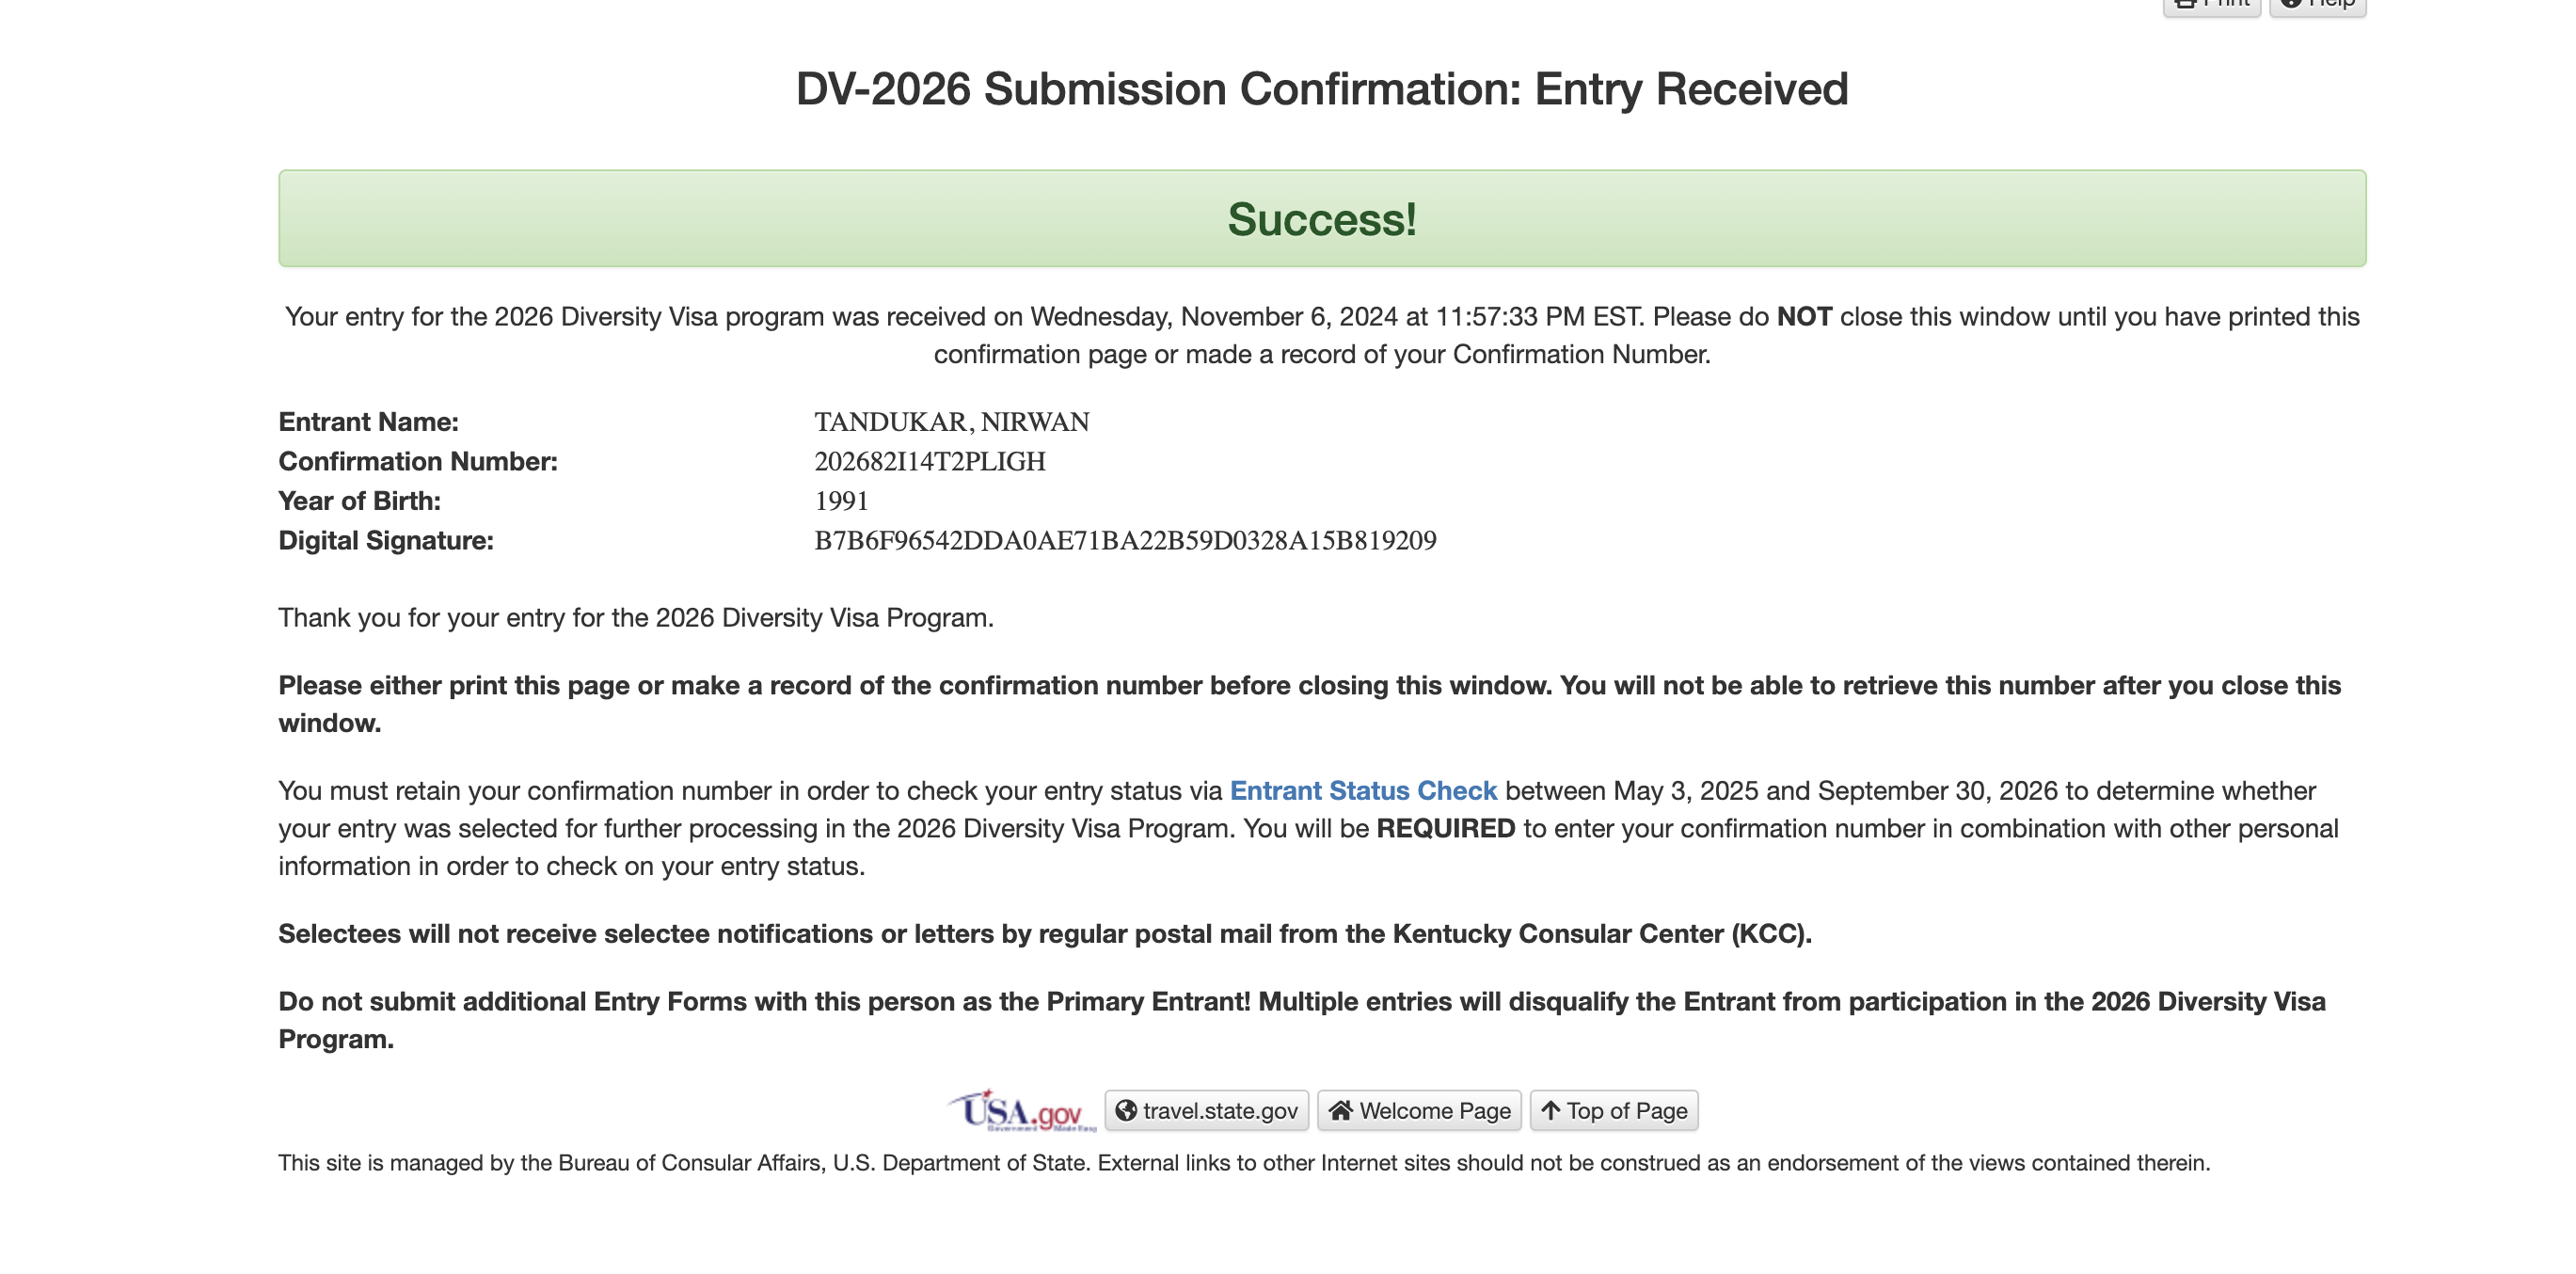 Print Help
DV-2026 Submission Confirmation: Entry Received
Success!
Your entry for the 2026 Diversity Visa program was received on Wednesday, November 6, 2024 at 11:57:33 PM EST. Please do NOT close this window until you have printed this
confirmation page or made a record of your Confirmation Number.
Entrant Name: TANDUKAR, NIRWAN
Confirmation Number: 202682I14T2PLIGH
Year of Birth: 1991
Digital Signature: B7B6F96542DDA0AE71BA22B59D0328A15B819209
Thank you for your entry for the 2026 Diversity Visa Program.
Please either print this page or make a record of the confirmation number before closing this window. You will not be able to retrieve this number after you close this
window.
You must retain your confirmation number in order to check your entry status via Entrant Status Check between May 3, 2025 and September 30, 2026 to determine whether
your entry was selected for further processing in the 2026 Diversity Visa Program. You will be REQUIRED to enter your confirmation number in combination with other personal
information in order to check on your entry status.
Selectees will not receive selectee notifications or letters by regular postal mail from the Kentucky Consular Center (KCC).
Do not submit additional Entry Forms with this person as the Primary Entrant! Multiple entries will disqualify the Entrant from participation in the 2026 Diversity Visa
Program.
USA.gov travel.state.gov Welcome Page Top of Page
Government Made Easy
This site is managed by the Bureau of Consular Affairs, U.S. Department of State. External links to other Internet sites should not be construed as an endorsement of the views contained therein.